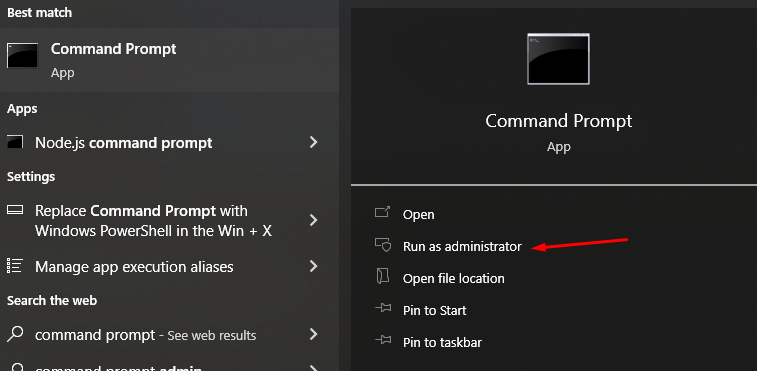 Best match
Command Prompt
App
Apps
Node.js command prompt
Settings
Replace Command Prompt with
Windows PowerShell in the Win + X
Manage app execution aliases
Search the web
command prompt - See web results
command prompt admin
Command Prompt
App
Open
Run as administrator
Open file location
Pin to Start
Pin to taskbar